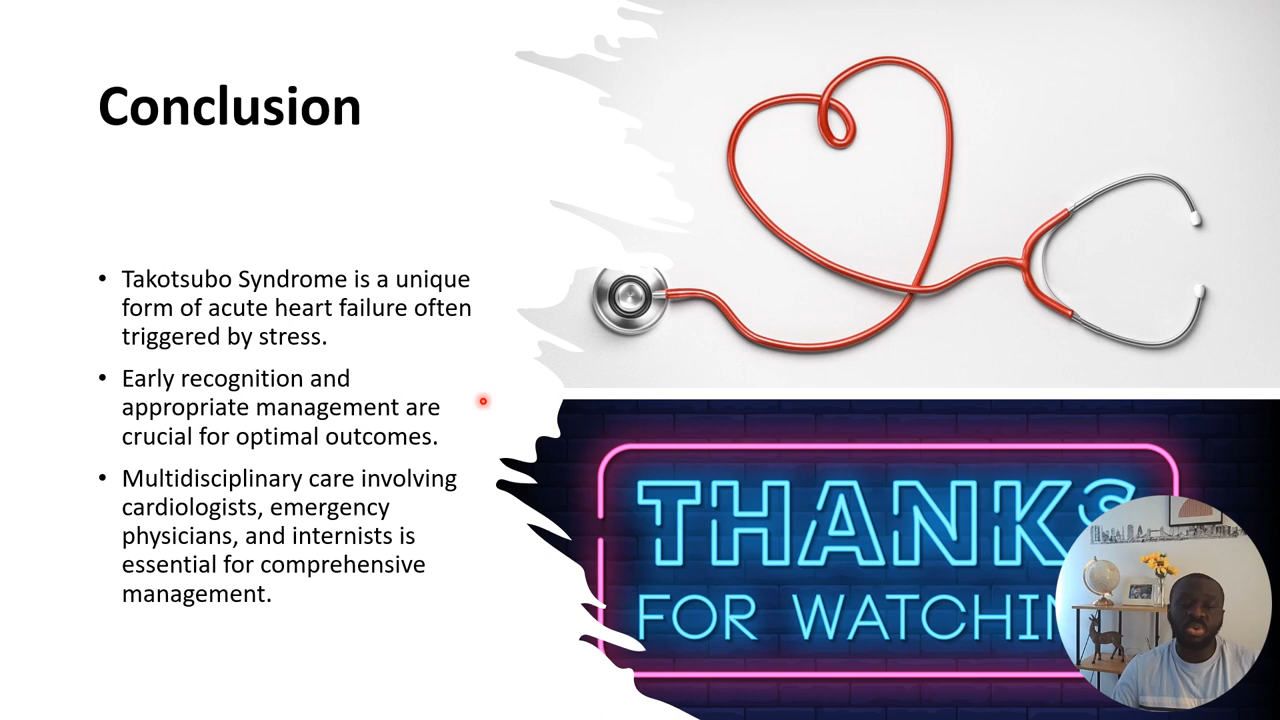 Conclusion
• Takotsubo Syndrome is a unique
form of acute heart failure often
triggered by stress.
• Early recognition and
appropriate management are
crucial for optimal outcomes.
• Multidisciplinary care involving
cardiologists, emergency
physicians, and internists is
essential for comprehensive
management.
THANKS
FOR WATCHIN